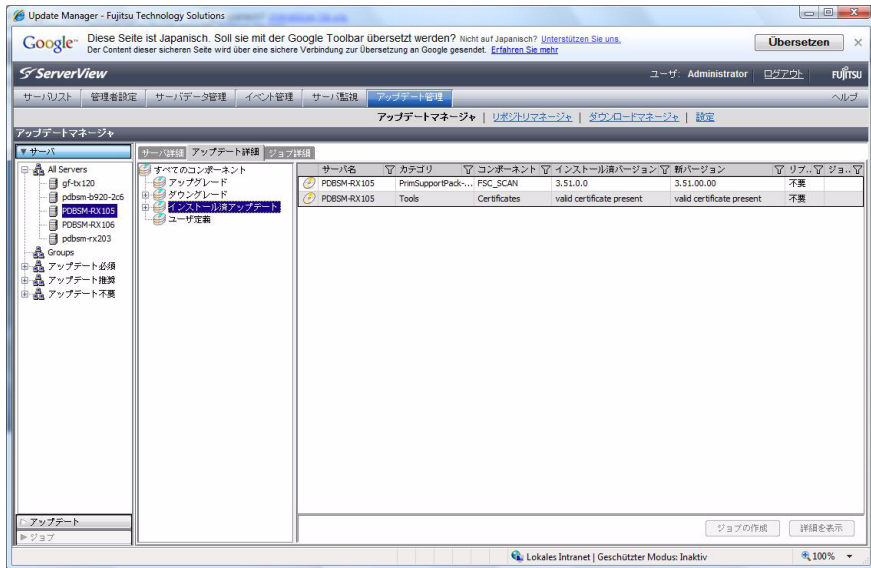 Update Manager - Fujitsu Technology Solutions
Google™ Diese Seite ist Japanisch. Soll sie mit der Google Toolbar übersetzt werden? Nicht auf Japanisch? Unterstützen Sie uns. Übersetzen
Der Content dieser sicheren Seite wird über eine sichere Verbindung zur Übersetzung an Google gesendet. Erfahren Sie mehr
ServerView ユーザ: Administrator ログアウト FUJITSU
サーバリスト 管理者設定 サーバデータ管理 イベント管理 サーバ監視 アップデート管理 ヘルプ
アップデートマネージャ | リポジトリマネージャ | ダウンロードマネージャ | 設定
アップデートマネージャ
▼ サーバ サーバ詳細 アップデート詳細 ジョブ詳細
All Servers すべてのコンポーネント サーバ名 カテゴリ コンポーネント インストール済バージョン 新バージョン リブ.. ジョ..
gf-tx120 アップグレード PDBSM-RX105 PrimSupportPack-... FSC_SCAN 3.51.0.0 3.51.00.00 不要
pdbsm-b920-2c6 ダウングレード PDBSM-RX105 Tools Certificates valid certificate present valid certificate present 不要
PDBSM-RX105 インストール済アップデート
PDBSM-RX106 ユーザ定義
pdbsm-rx203
Groups
アップデート必須
アップデート推奨
アップデート不要
アップデート
ジョブ
ジョブの作成 詳細を表示
Lokales Intranet | Geschützter Modus: Inaktiv 100%